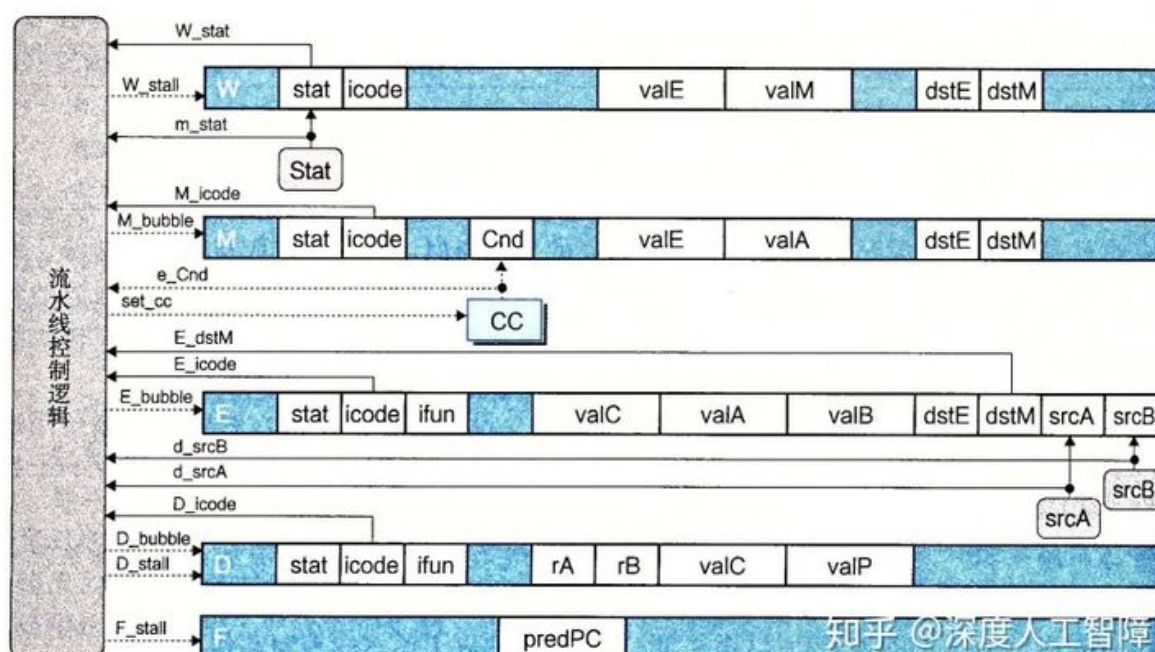 W_stat
W_stall
W stat icode valE valM dstE dstM
m_stat
Stat
M_icode
M_bubble
M stat icode Cnd valE valA dstE dstM
e_Cnd
set_cc
CC
E_dstM
E_icode
E_bubble
E stat icode ifun valC valA valB dstE dstM srcA srcB
d_srcB
d_srcA
srcB
srcA
D_icode
D_bubble
D_stall
D stat icode ifun rA rB valC valP
F_stall
F predPC
流水线控制逻辑
知乎 @深度人工智障